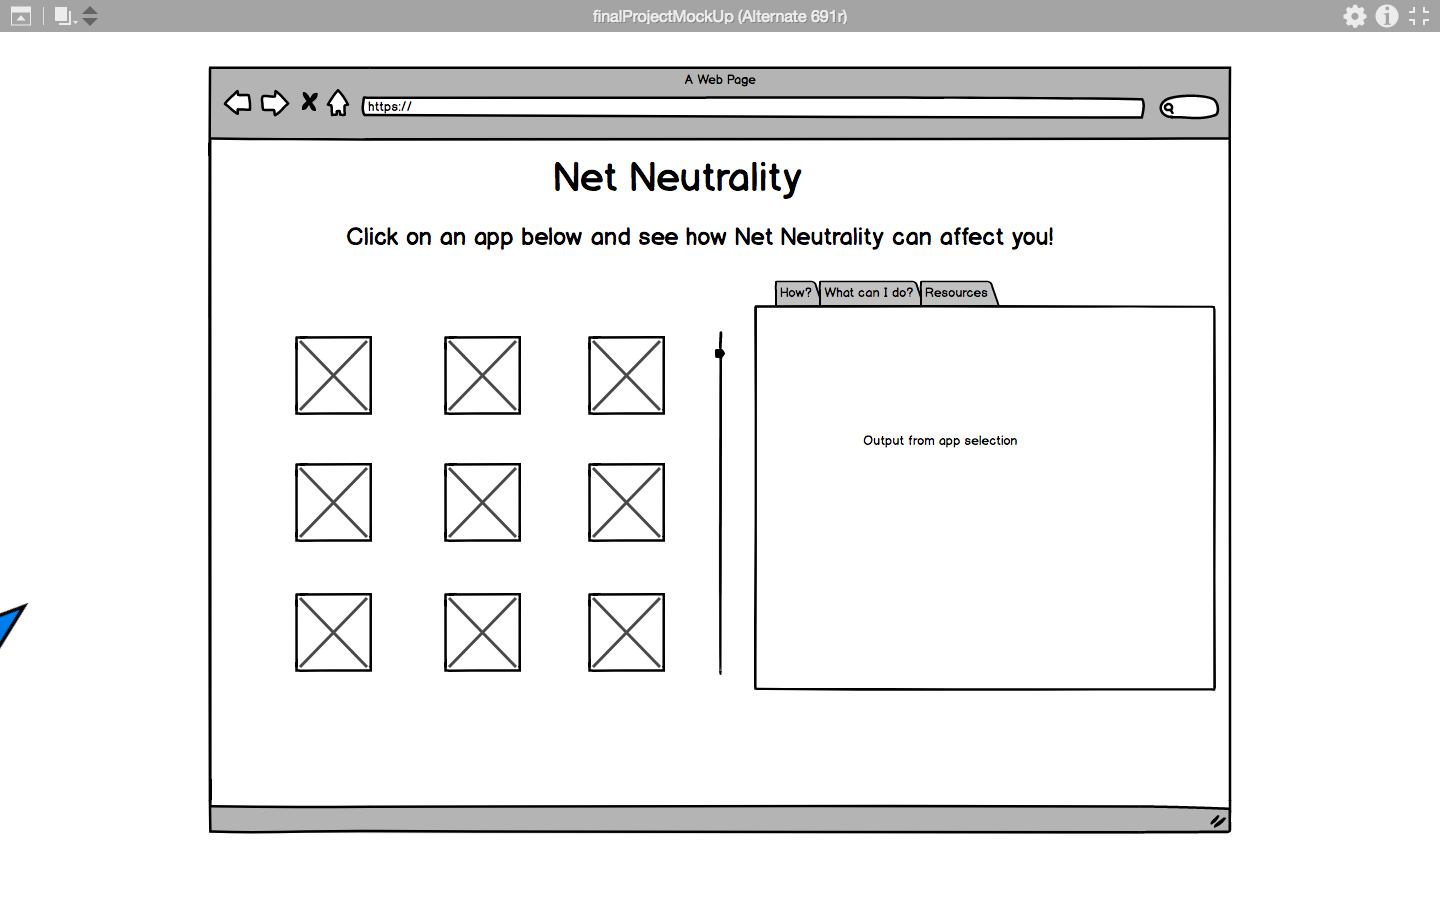 finalProjectMockUp (Alternate 691r)
A Web Page
https://
Net Neutrality
Click on an app below and see how Net Neutrality can affect you!
How? What can I do? Resources
Output from app selection